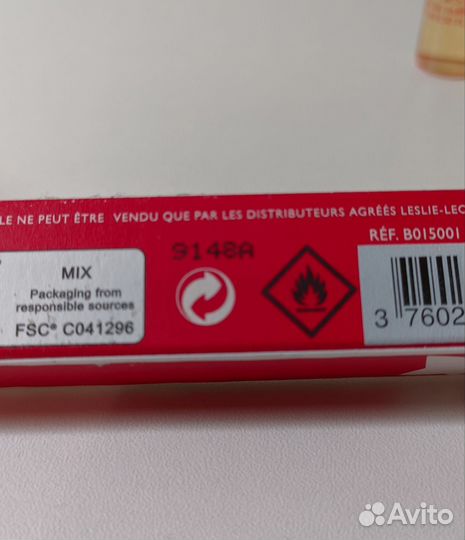 LE NE PEUT ÊTRE VENDU QUE PAR LES DISTRIBUTEURS AGRÉÉS LESLIE-LEC
RÉF. B015001
9148A
MIX
Packaging from
responsible sources
FSC® C041296
3 7602
Avito